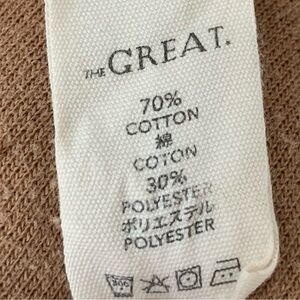 THE GREAT.
70%
COTTON
綿
COTON
30%
POLYESTER
ポリエステル
POLYESTER